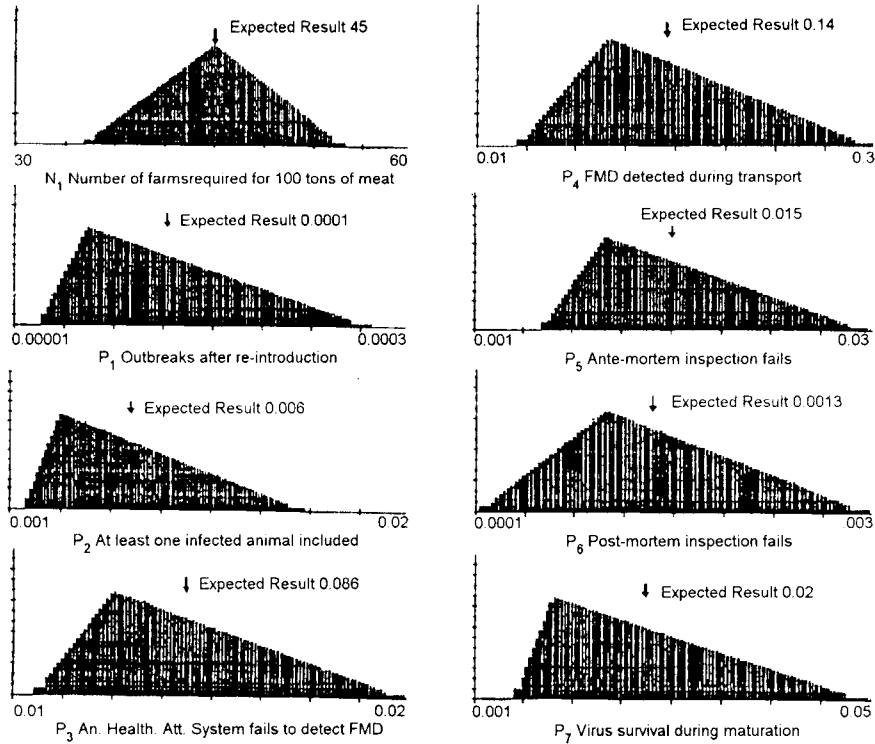 Expected Result 45
30 60
N1 Number of farmsrequired for 100 tons of meat
Expected Result 0.0001
0.00001 0.0003
P1 Outbreaks after re-introduction
Expected Result 0.006
0.001 0.02
P2 At least one infected animal included
Expected Result 0.086
0.01 0.02
P3 An. Health. Att. System fails to detect FMD
Expected Result 0.14
0.01 0.3
P4 FMD detected during transport
Expected Result 0.015
0.001 0.03
P5 Ante-mortem inspection fails
Expected Result 0.0013
0.0001 .003
P6 Post-mortem inspection fails
Expected Result 0.02
0.001 0.05
P7 Virus survival during maturation